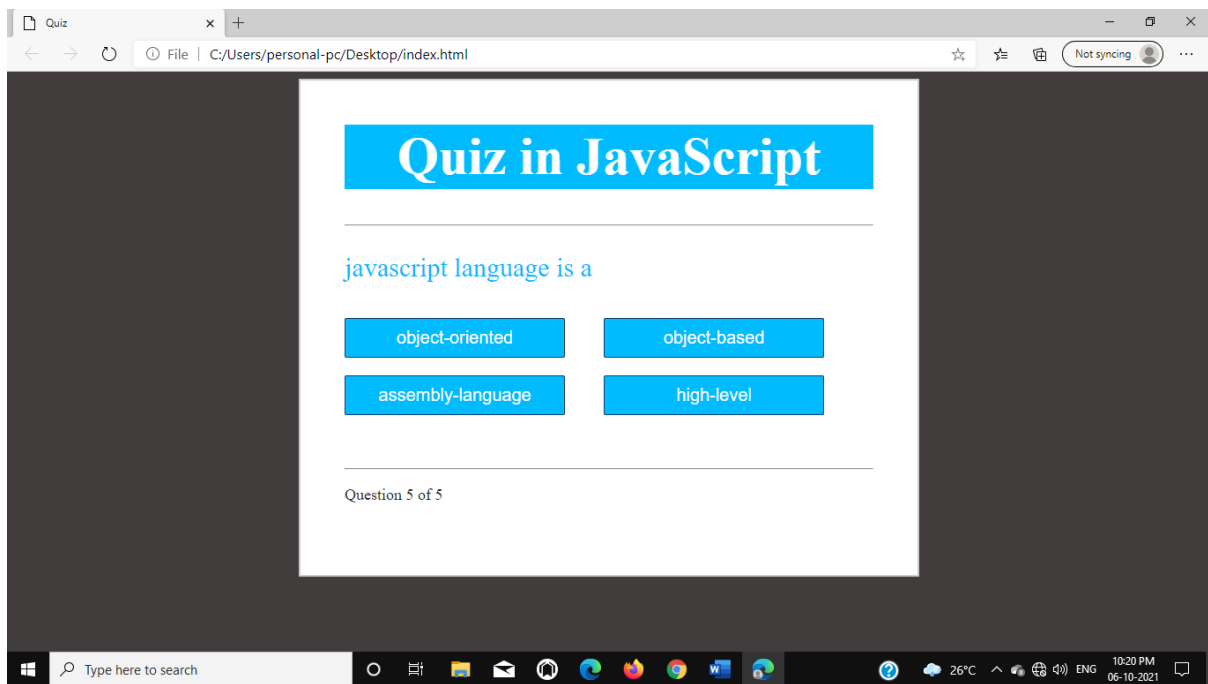 Quiz
File
C:/Users/personal-pc/Desktop/index.html
Not syncing
Quiz in JavaScript
javascript language is a
object-oriented
object-based
assembly-language
high-level
Question 5 of 5
Type here to search
26°C
ENG
10:20 PM
06-10-2021